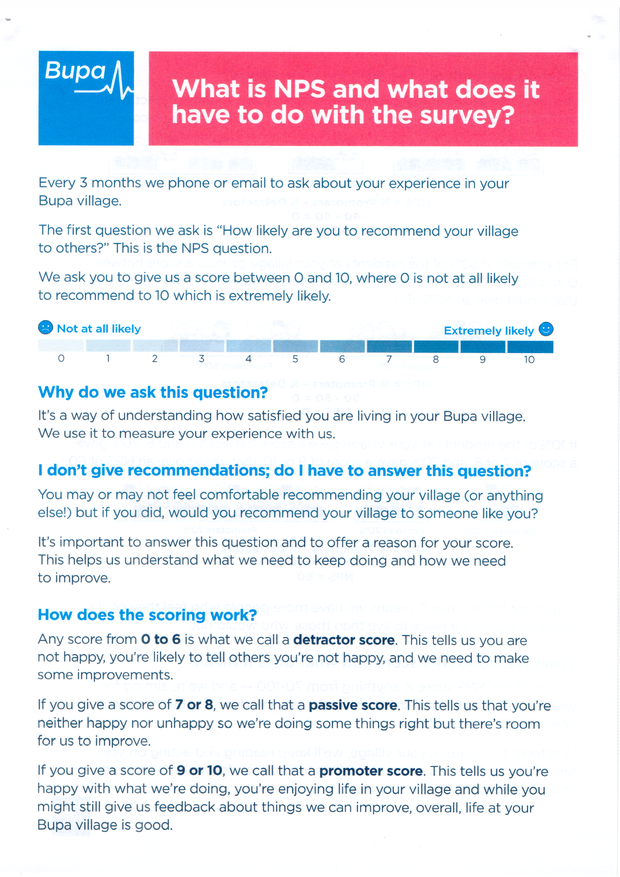 Bupa
What is NPS and what does it
have to do with the survey?
Every 3 months we phone or email to ask about your experience in your
Bupa village.
The first question we ask is “How likely are you to recommend your village
to others?” This is the NPS question.
We ask you to give us a score between 0 and 10, where 0 is not at all likely
to recommend to 10 which is extremely likely.
Not at all likely Extremely likely
0 1 2 3 4 5 6 7 8 9 10
Why do we ask this question?
It’s a way of understanding how satisfied you are living in your Bupa village.
We use it to measure your experience with us.
I don’t give recommendations; do I have to answer this question?
You may or may not feel comfortable recommending your village (or anything
else!) but if you did, would you recommend your village to someone like you?
It’s important to answer this question and to offer a reason for your score.
This helps us understand what we need to keep doing and how we need
to improve.
How does the scoring work?
Any score from 0 to 6 is what we call a detractor score. This tells us you are
not happy, you’re likely to tell others you’re not happy, and we need to make
some improvements.
If you give a score of 7 or 8, we call that a passive score. This tells us that you’re
neither happy nor unhappy so we’re doing some things right but there’s room
for us to improve.
If you give a score of 9 or 10, we call that a promoter score. This tells us you’re
happy with what we’re doing, you’re enjoying life in your village and while you
might still give us feedback about things we can improve, overall, life at your
Bupa village is good.